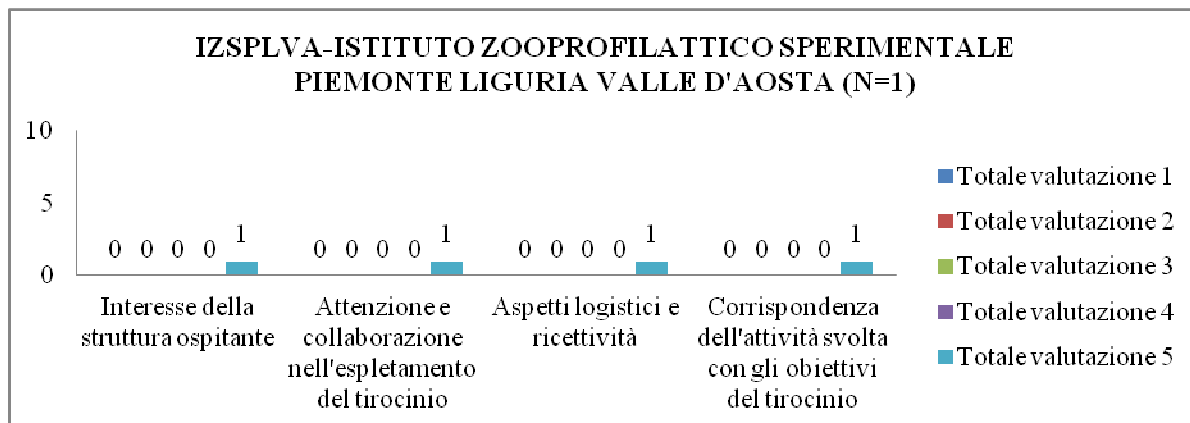 IZSPLVA-ISTITUTO ZOOPROFILATTICO SPERIMENTALE
PIEMONTE LIGURIA VALLE D'AOSTA (N=1)
10
5
0
0 0 0 0 1
0 0 0 0 1
0 0 0 0 1
0 0 0 0 1
Interesse della
struttura ospitante
Attenzione e
collaborazione
nell'espletamento
del tirocinio
Aspetti logistici e
ricettività
Corrispondenza
dell'attività svolta
con gli obiettivi
del tirocinio
Totale valutazione 1
Totale valutazione 2
Totale valutazione 3
Totale valutazione 4
Totale valutazione 5